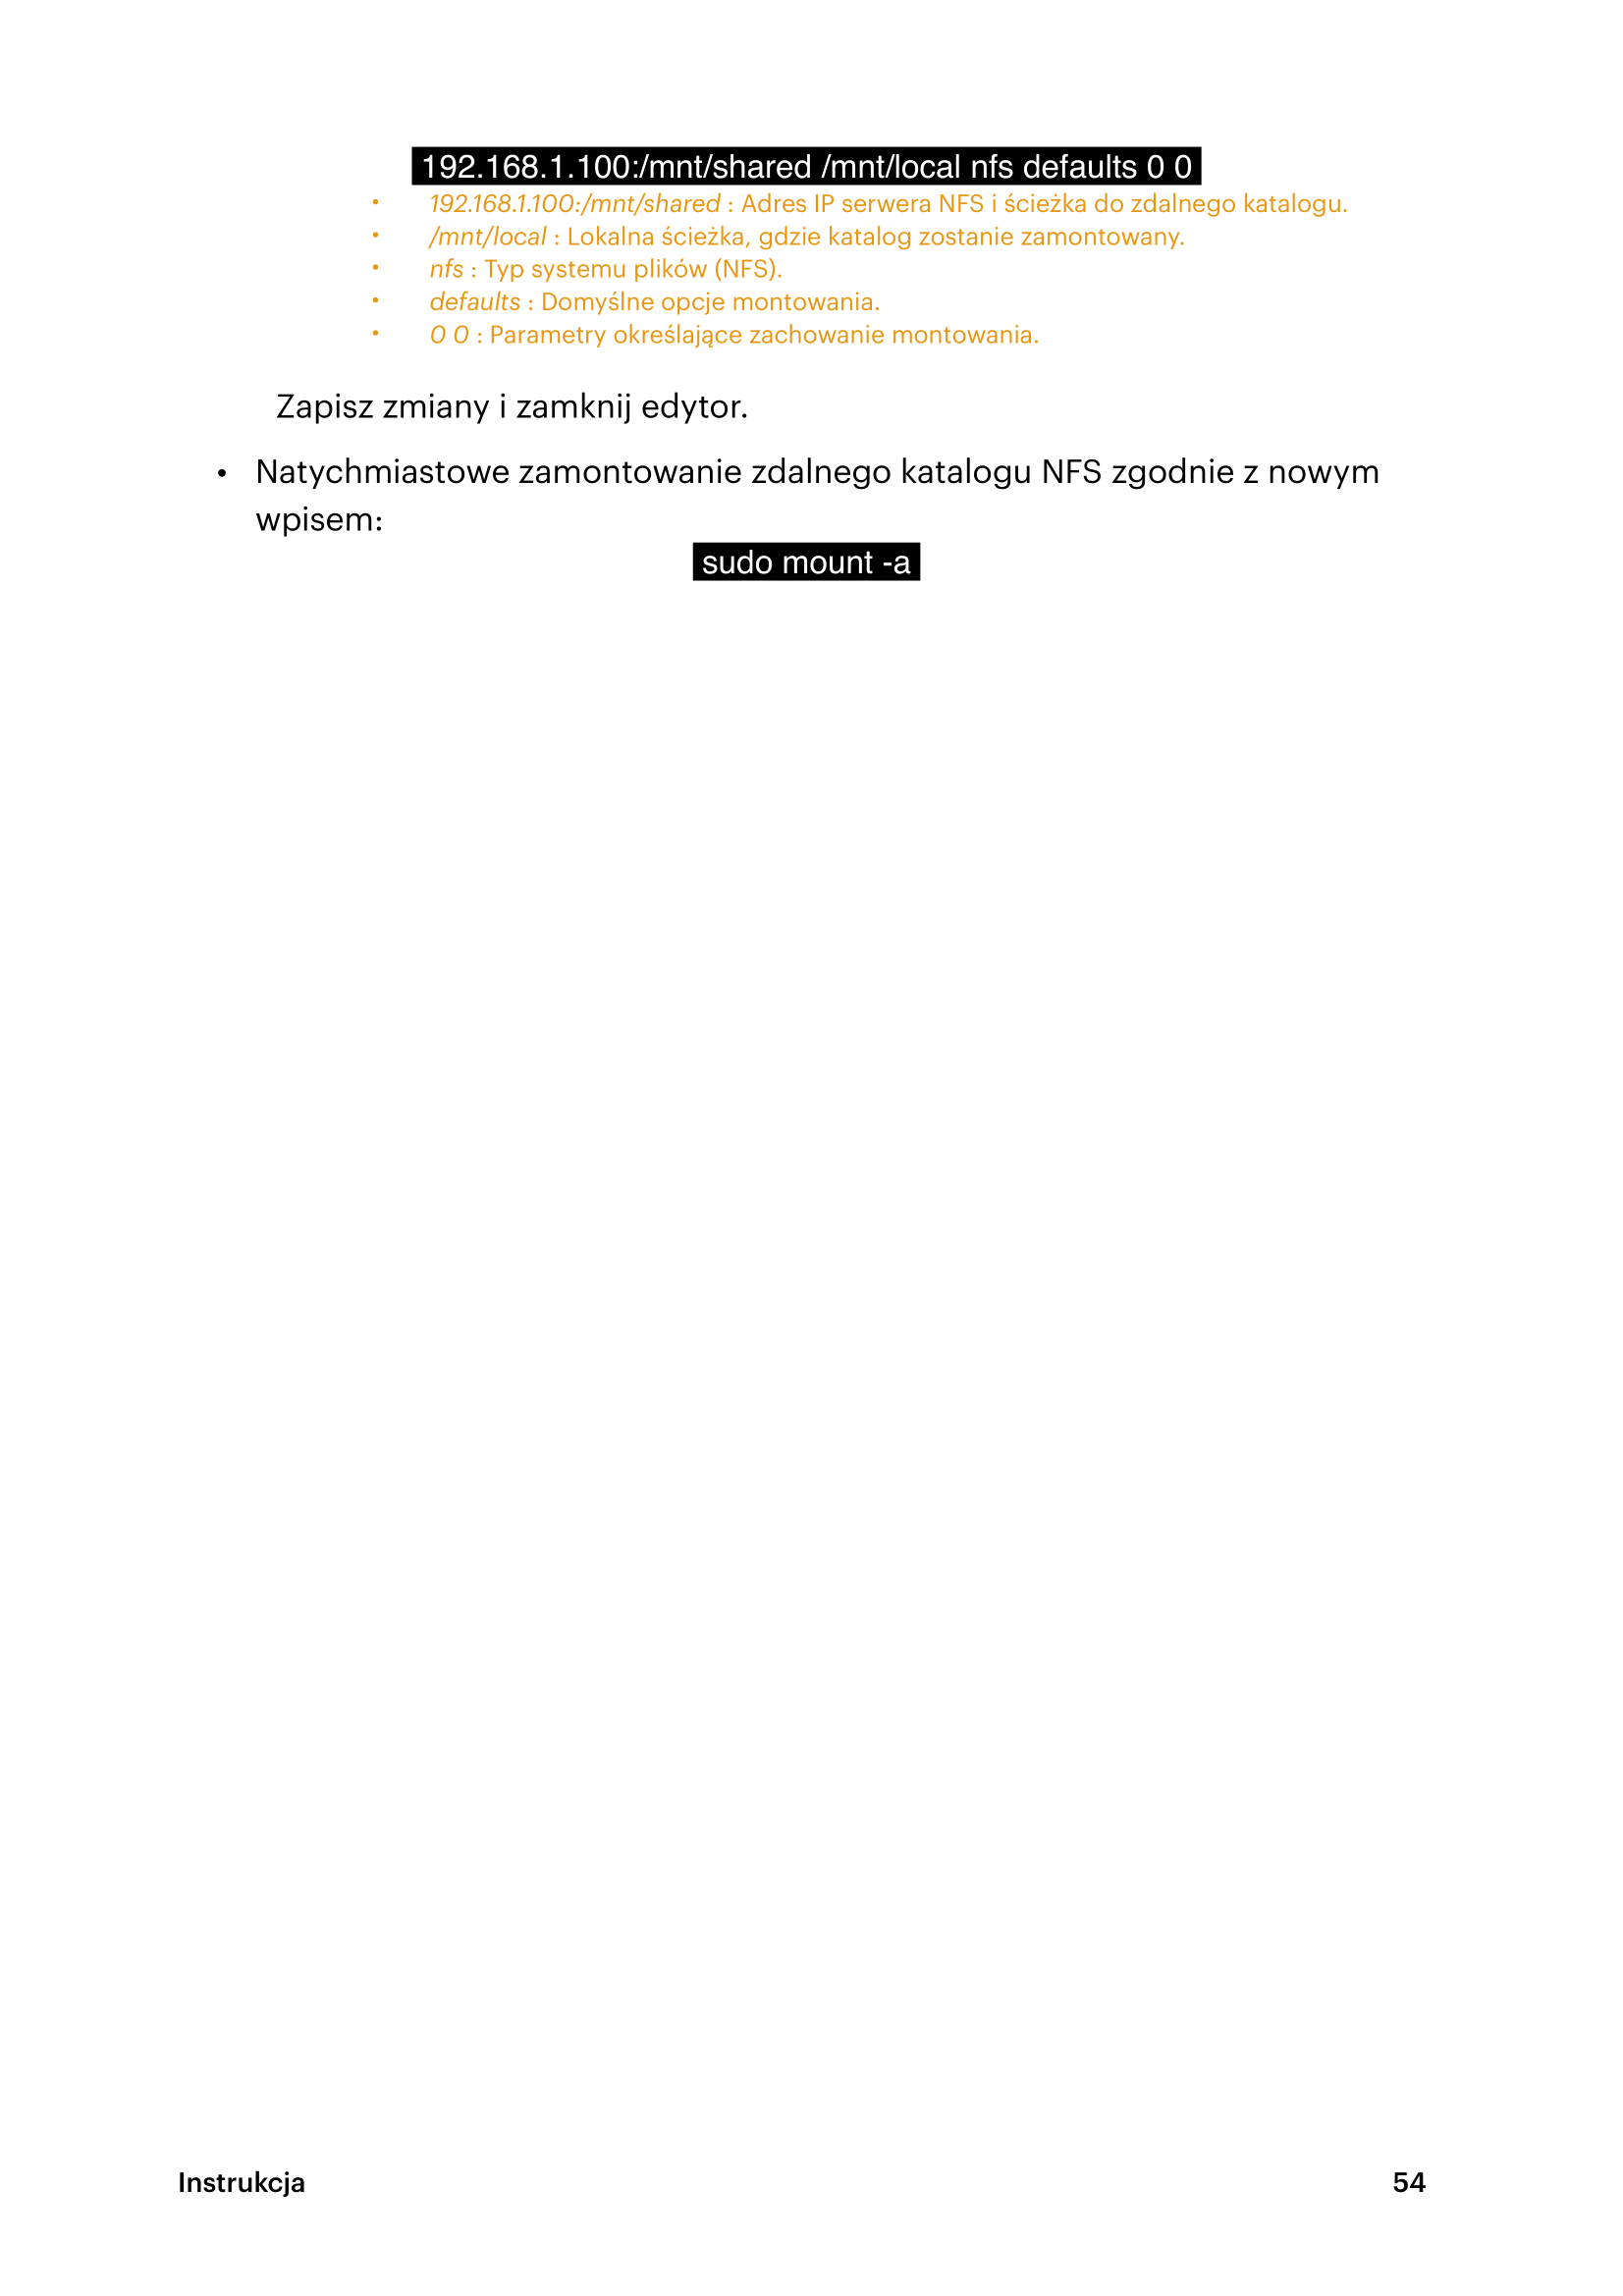 192.168.1.100:/mnt/shared /mnt/local nfs defaults 0 0
• 192.168.1.100:/mnt/shared : Adres IP serwera NFS i ścieżka do zdalnego katalogu.
• /mnt/local : Lokalna ścieżka, gdzie katalog zostanie zamontowany.
• nfs : Typ systemu plików (NFS).
• defaults : Domyślne opcje montowania.
• 0 0 : Parametry określające zachowanie montowania.
Zapisz zmiany i zamknij edytor.
• Natychmiastowe zamontowanie zdalnego katalogu NFS zgodnie z nowym
wpisem:
sudo mount -a
Instrukcja 54